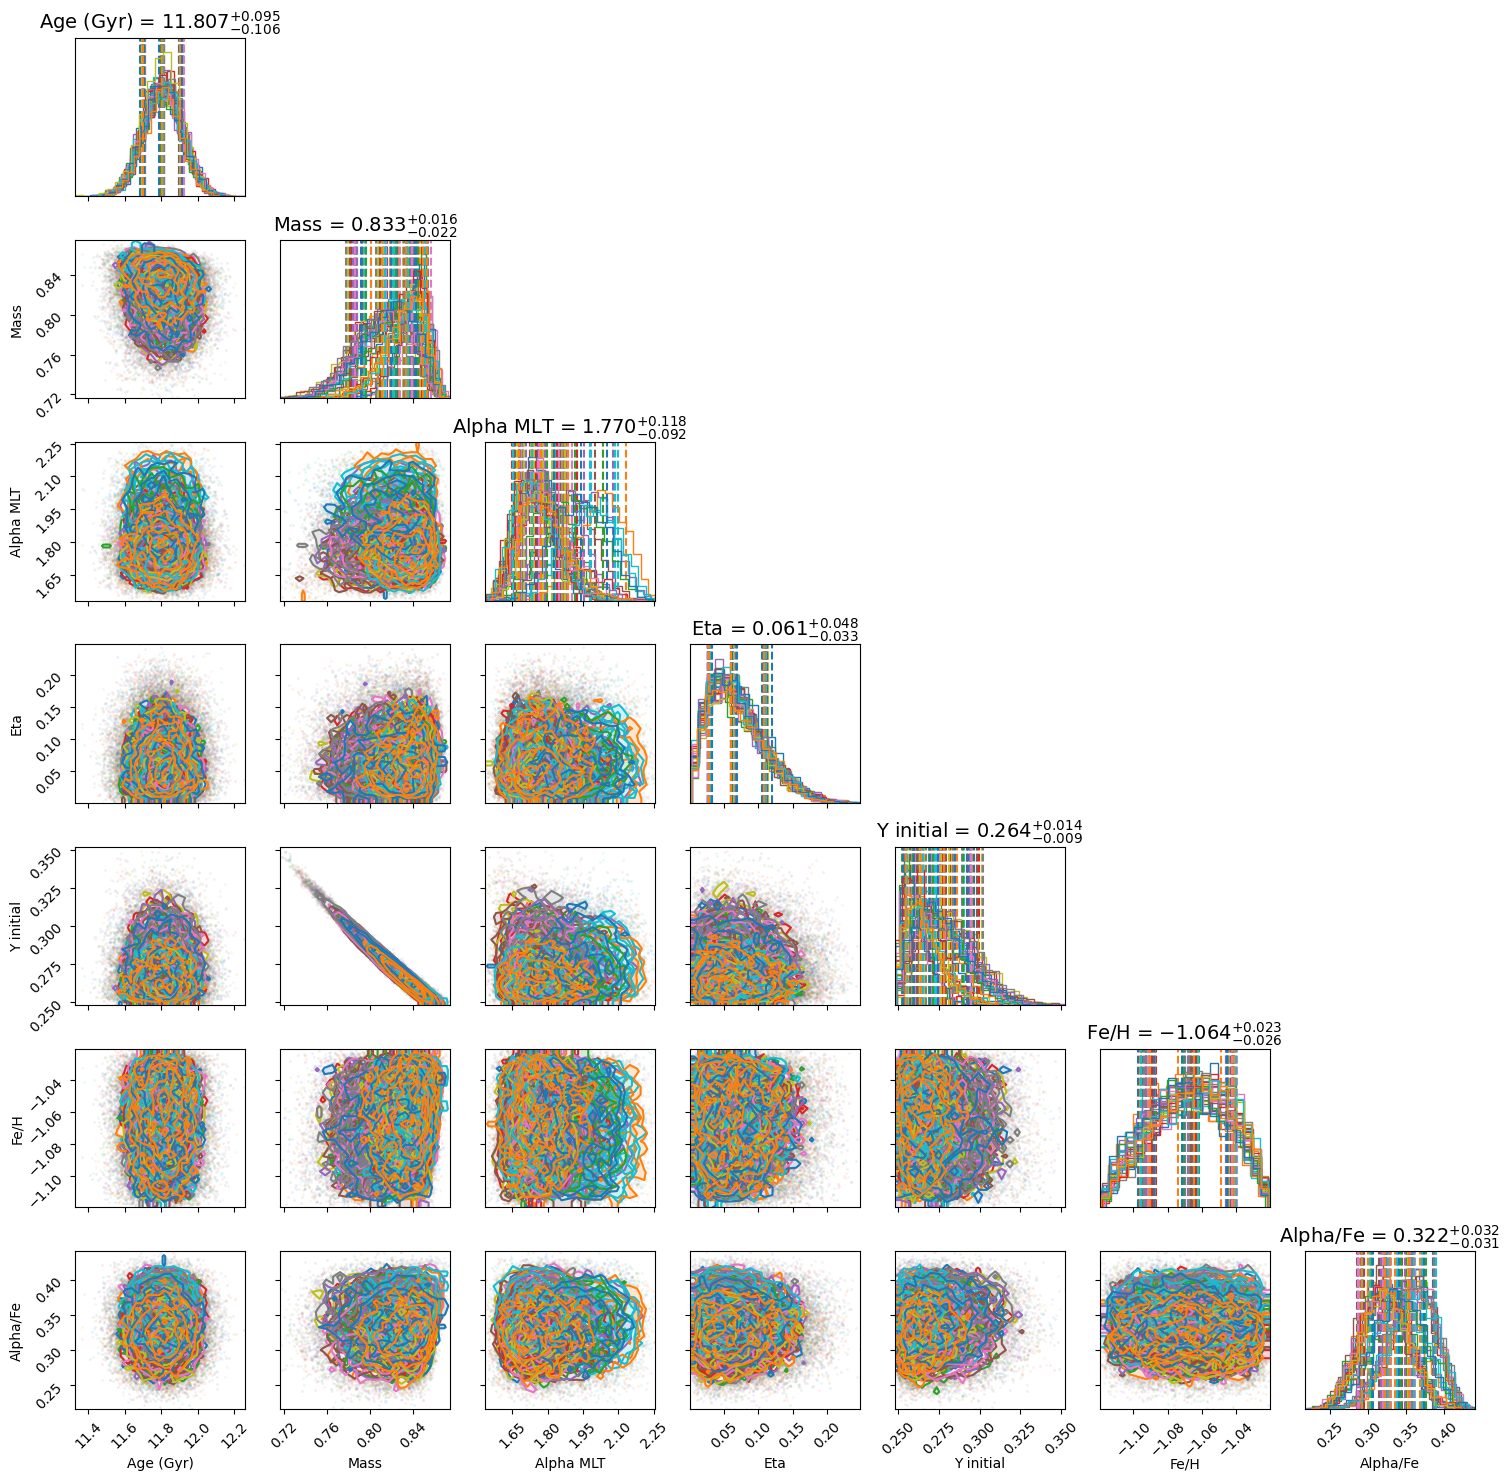 Age (Gyr) = 11.807 +0.095 −0.106
Mass = 0.833 +0.016 −0.022
0.84
0.80
0.76
0.72
Mass
Alpha MLT = 1.770 +0.118 −0.092
2.25
2.10
1.95
1.80
1.65
Alpha MLT
Eta = 0.061 +0.048 −0.033
0.20
0.15
0.10
0.05
Eta
Y initial = 0.264 +0.014 −0.009
0.350
0.325
0.300
0.275
0.250
Y initial
Fe/H = −1.064 +0.023 −0.026
−1.04
−1.06
−1.08
−1.10
Fe/H
Alpha/Fe = 0.322 +0.032 −0.031
0.40
0.35
0.30
0.25
Alpha/Fe
11.4 11.6 11.8 12.0 12.2 0.72 0.76 0.80 0.84 1.65 1.80 1.95 2.10 2.25 0.05 0.10 0.15 0.20 0.250 0.275 0.300 0.325 0.350 −1.10 −1.08 −1.06 −1.04 0.25 0.30 0.35 0.40
Age (Gyr) Mass Alpha MLT Eta Y initial Fe/H Alpha/Fe